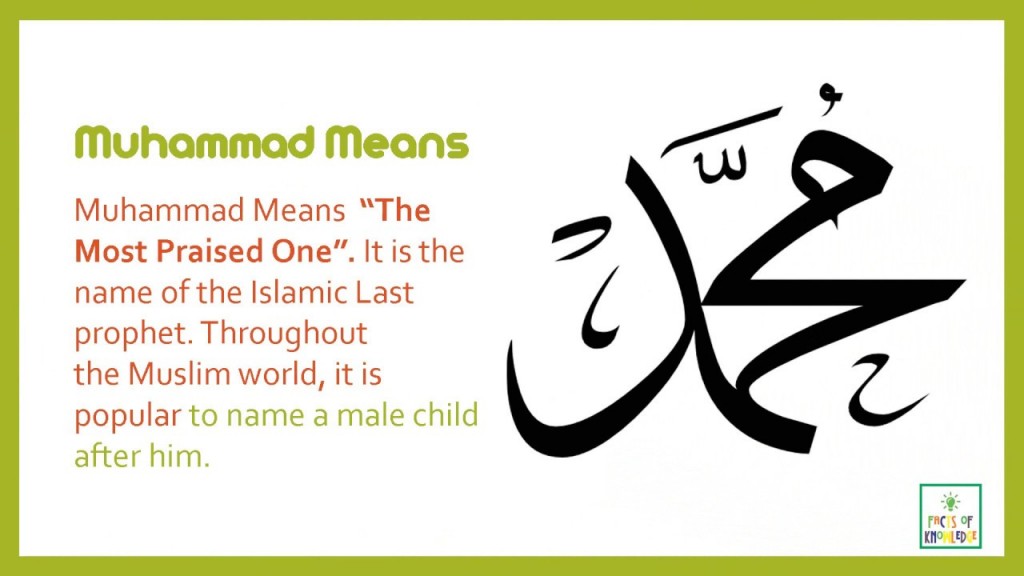 Muhammad Means
Muhammad Means “The
Most Praised One”. It is the
name of the Islamic Last
prophet. Throughout
the Muslim world, it is
popular to name a male child
after him.
مُحَمَّد
FACTS OF
KNOWLEDGE